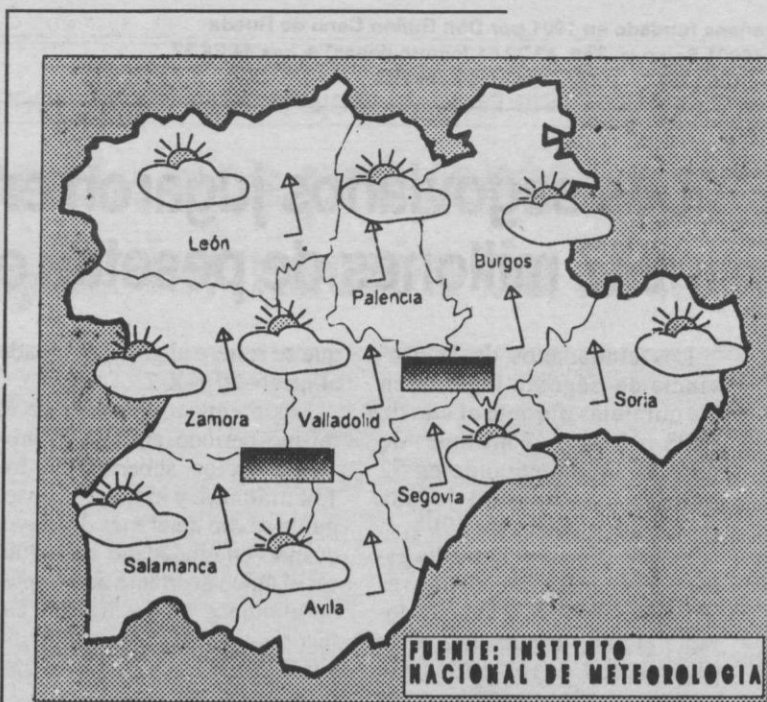 León
Palencia
Burgos
Zamora
Valladolid
Soria
Segovia
Salamanca
Avila
FUENTE: INSTITUTO
NACIONAL DE METEOROLOGIA